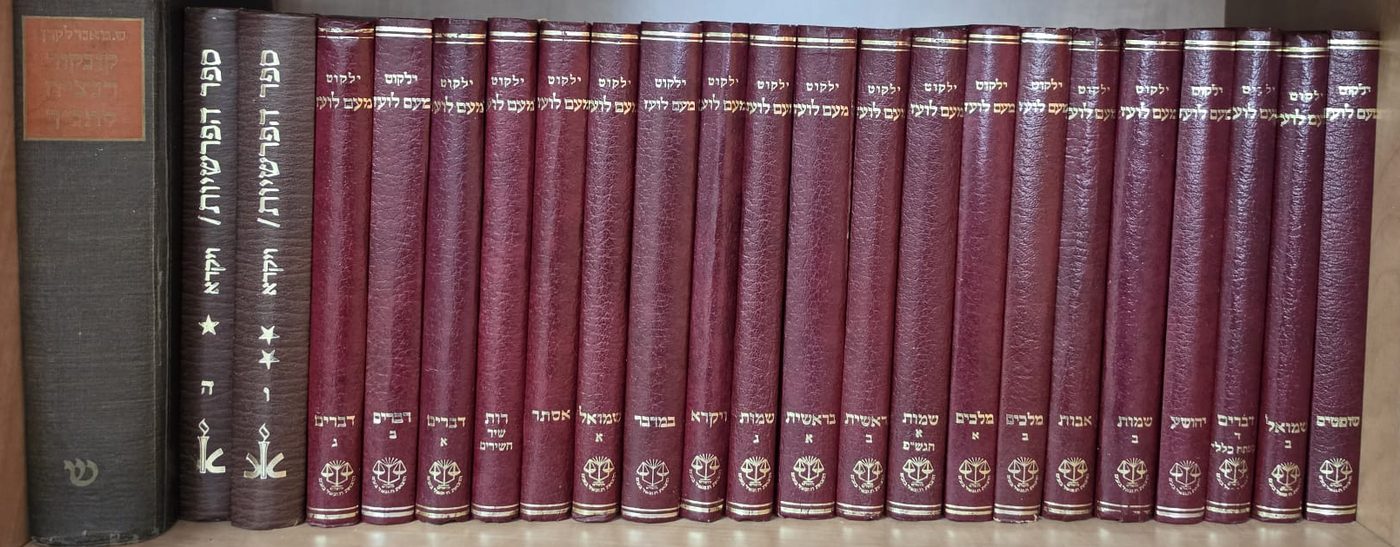 ש. מאנדלקרן
ש
ספר הפרשיות / ויקרא
ה
ספר הפרשיות / ויקרא
ו
ילקוט
מעם לועז
דברים
ג
ילקוט
מעם לועז
דברים
ב
ילקוט
מעם לועז
דברים
א
ילקוט
מעם לועז
רות
שיר
השירים
ילקוט
מעם לועז
אסתר
ילקוט
מעם לועז
שמואל
א
ילקוט
מעם לועז
במדבר
ילקוט
מעם לועז
ויקרא
ילקוט
מעם לועז
שמות
ג
ילקוט
מעם לועז
בראשית
א
ילקוט
מעם לועז
בראשית
ב
ילקוט
מעם לועז
שמות
א
ילקוט
מעם לועז
מלכים
א
ילקוט
מעם לועז
מלכים
ב
ילקוט
מעם לועז
אבות
ילקוט
מעם לועז
שמות
ב
ילקוט
מעם לועז
יהושע
ילקוט
מעם לועז
דברים
ד
מפתח כללי
ילקוט
מעם לועז
שמואל
ב
ילקוט
מעם לועז
שופטים